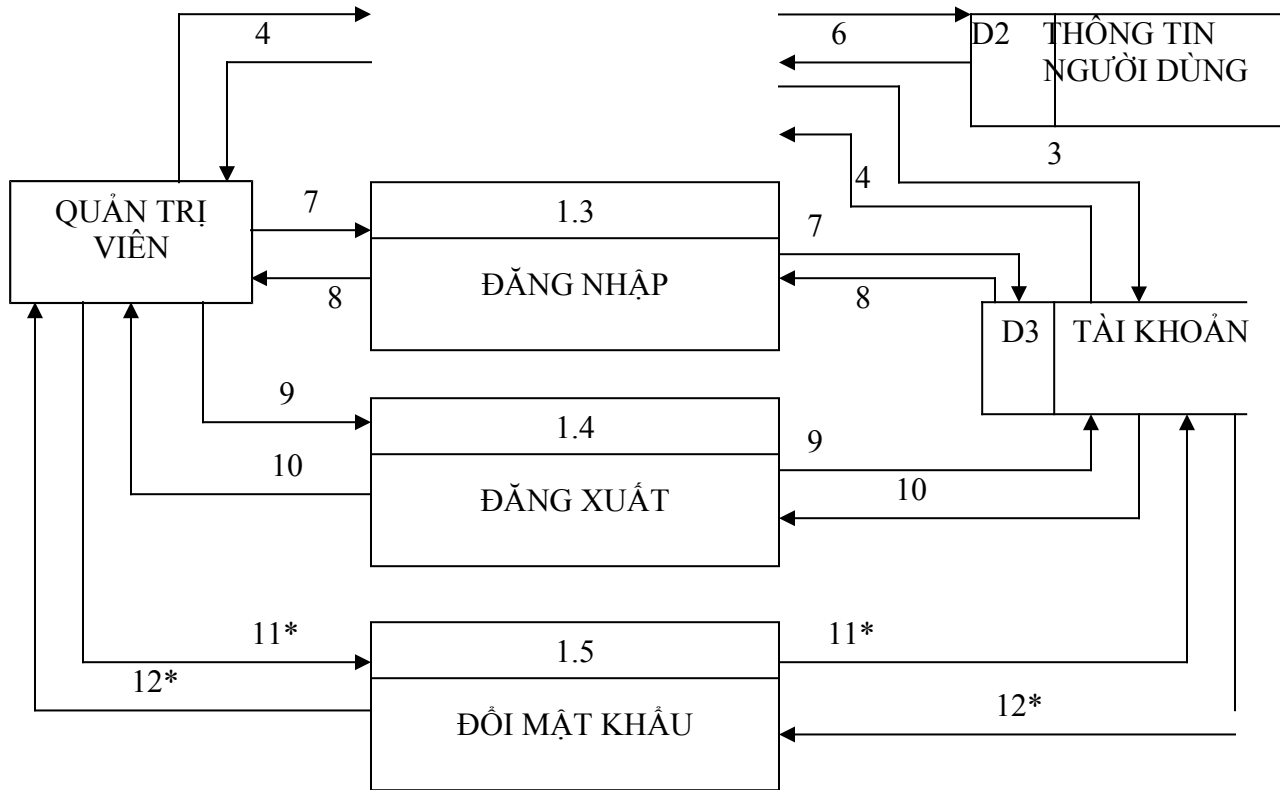 4
6
D2
THÔNG TIN
NGƯỜI DÙNG
3
4
QUẢN TRỊ
VIÊN
7
1.3
7
8
ĐĂNG NHẬP
8
D3
TÀI KHOẢN
9
1.4
9
10
ĐĂNG XUẤT
10
11*
1.5
11*
12*
ĐỔI MẬT KHẨU
12*